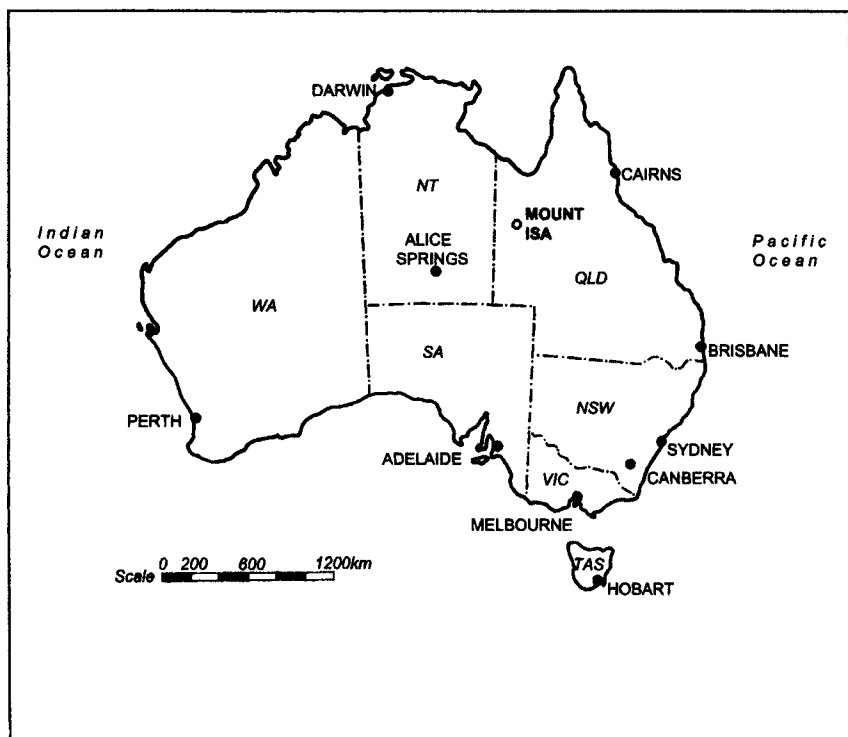 DARWIN
CAIRNS
NT
MOUNT
ISA
Indian
Ocean
ALICE
SPRINGS
Pacific
Ocean
QLD
WA
SA
BRISBANE
NSW
PERTH
ADELAIDE
SYDNEY
VIC
CANBERRA
MELBOURNE
0 200 600 1200km
Scale
TAS
HOBART